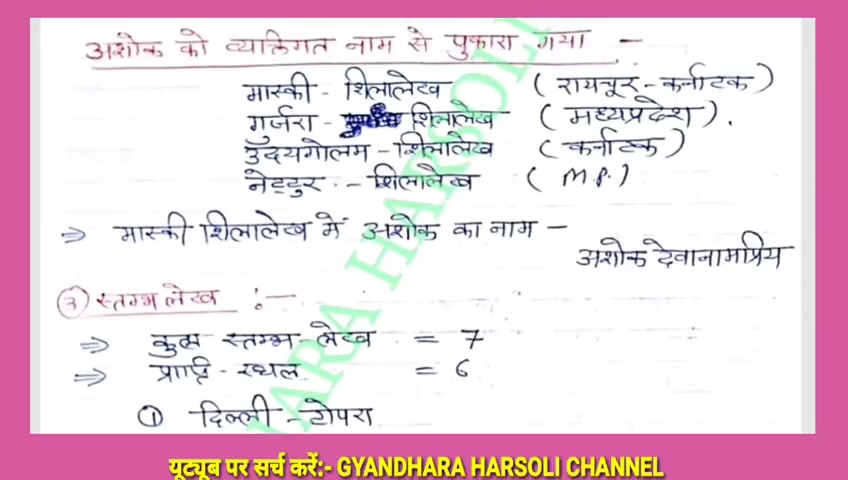 अशोक को व्यक्तिगत नाम से पुकारा गया -
मास्की - शिलालेख (रायचूर - कर्नाटक)
गुर्जरा - शिलालेख (मध्यप्रदेश).
उदयगोलम - शिलालेख (कर्नाटक)
नेट्टुर - शिलालेख (M.P.)
⇒ मास्की शिलालेख में अशोक का नाम -
अशोक देवानामप्रिय
③ स्तम्भ लेख :-
⇒ कुल स्तम्भ - लेख = 7
⇒ प्राप्ति - स्थल = 6
① दिल्ली - टोपरा
यूट्यूब पर सर्च करें:- GYANDHARA HARSOLI CHANNEL